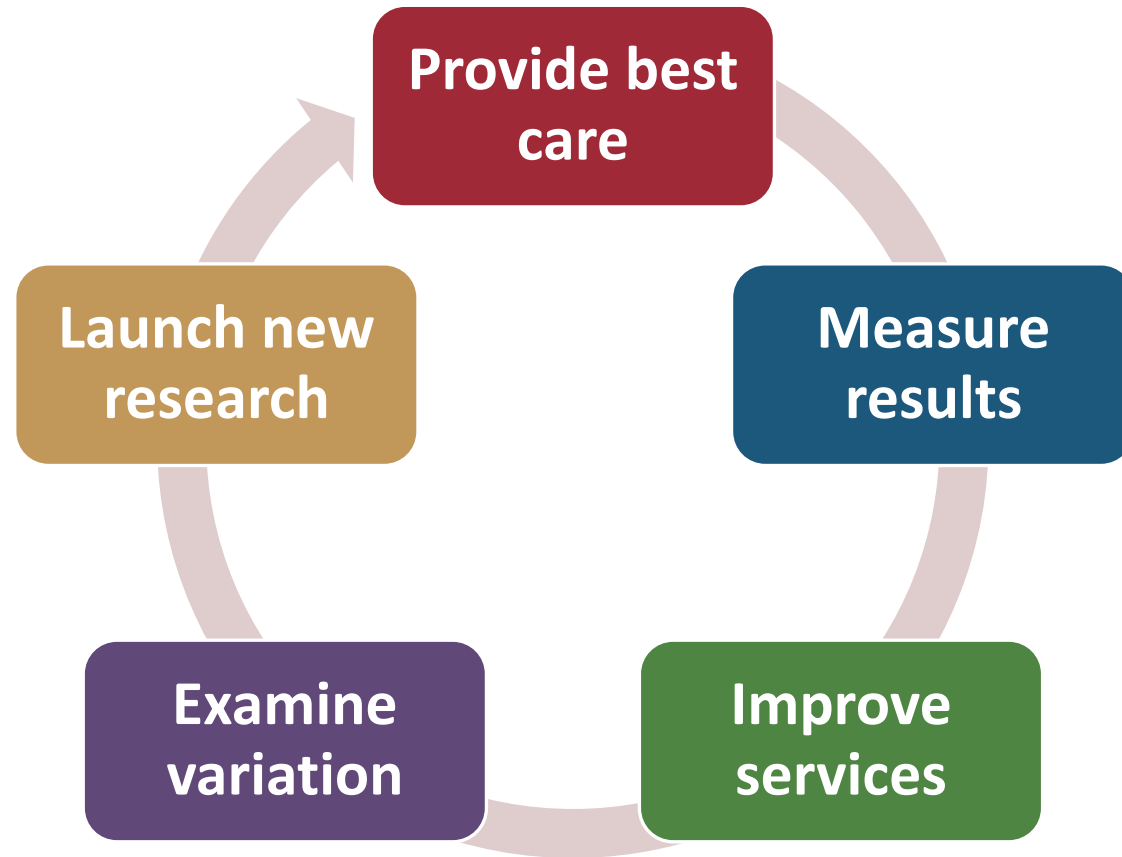 Provide best
care
Measure
results
Improve
services
Examine
variation
Launch new
research